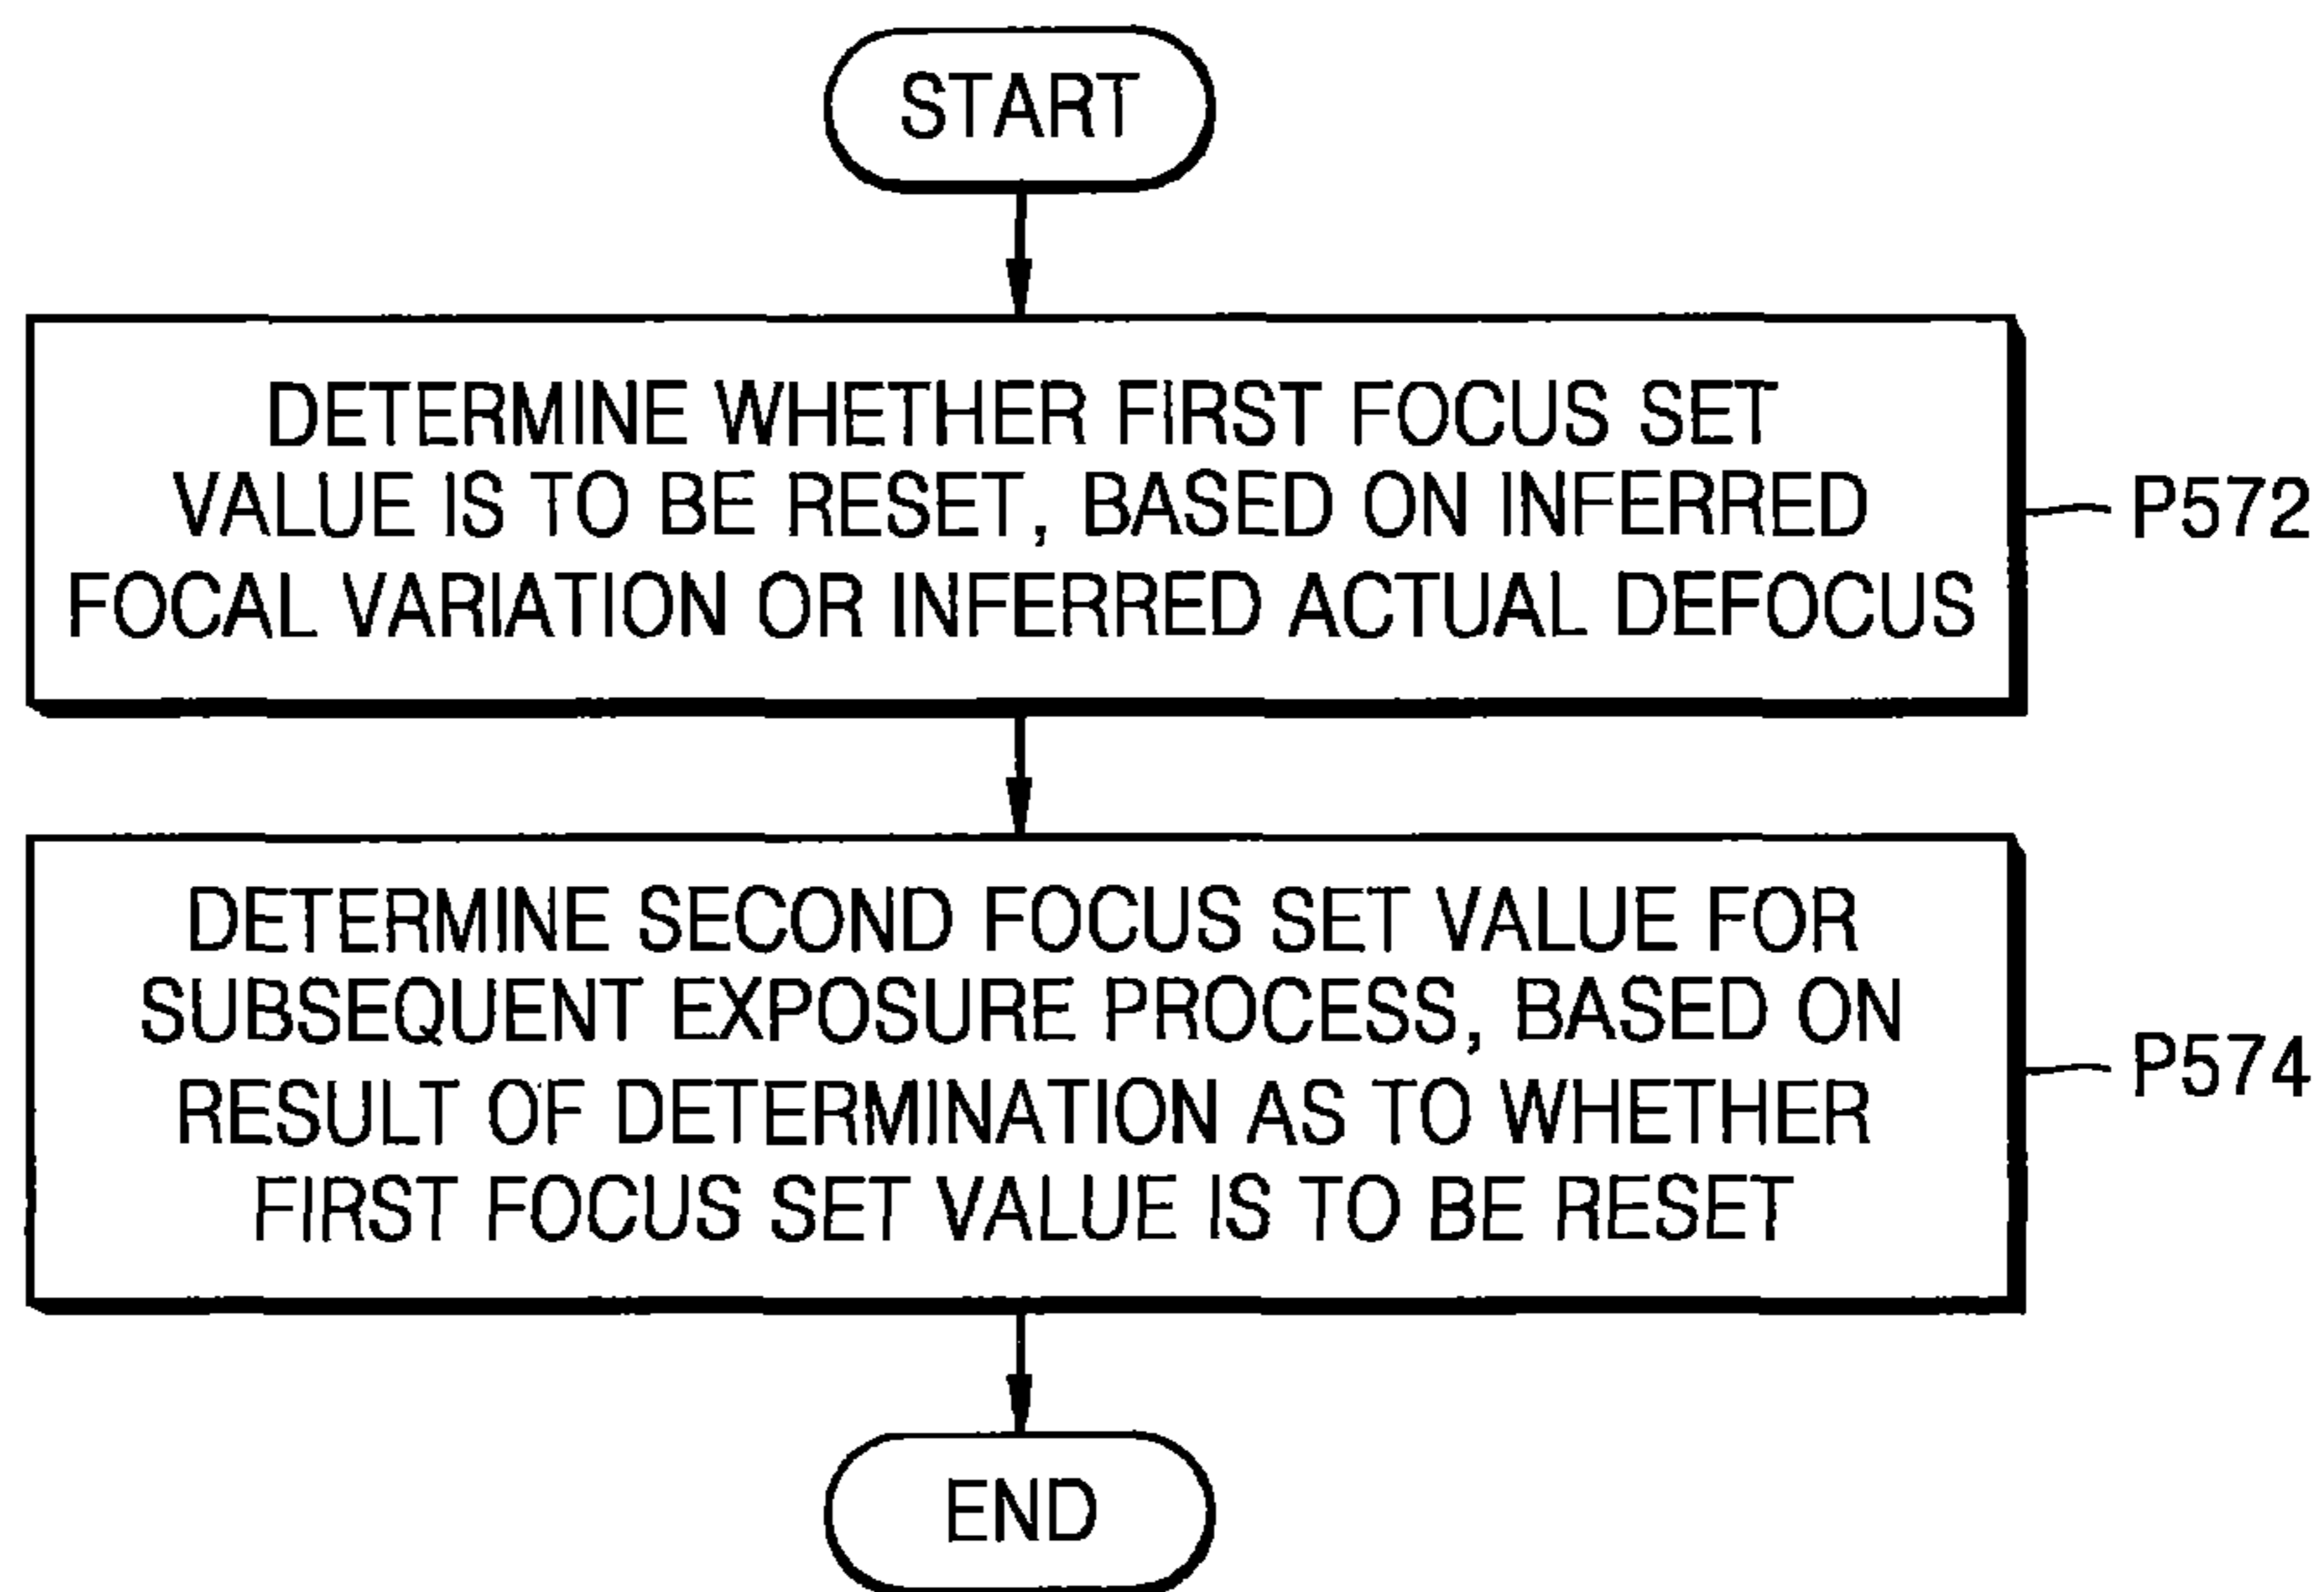 START
DETERMINE WHETHER FIRST FOCUS SET
VALUE IS TO BE RESET, BASED ON INFERRED
FOCAL VARIATION OR INFERRED ACTUAL DEFOCUS
P572
DETERMINE SECOND FOCUS SET VALUE FOR
SUBSEQUENT EXPOSURE PROCESS, BASED ON
RESULT OF DETERMINATION AS TO WHETHER
FIRST FOCUS SET VALUE IS TO BE RESET
P574
END